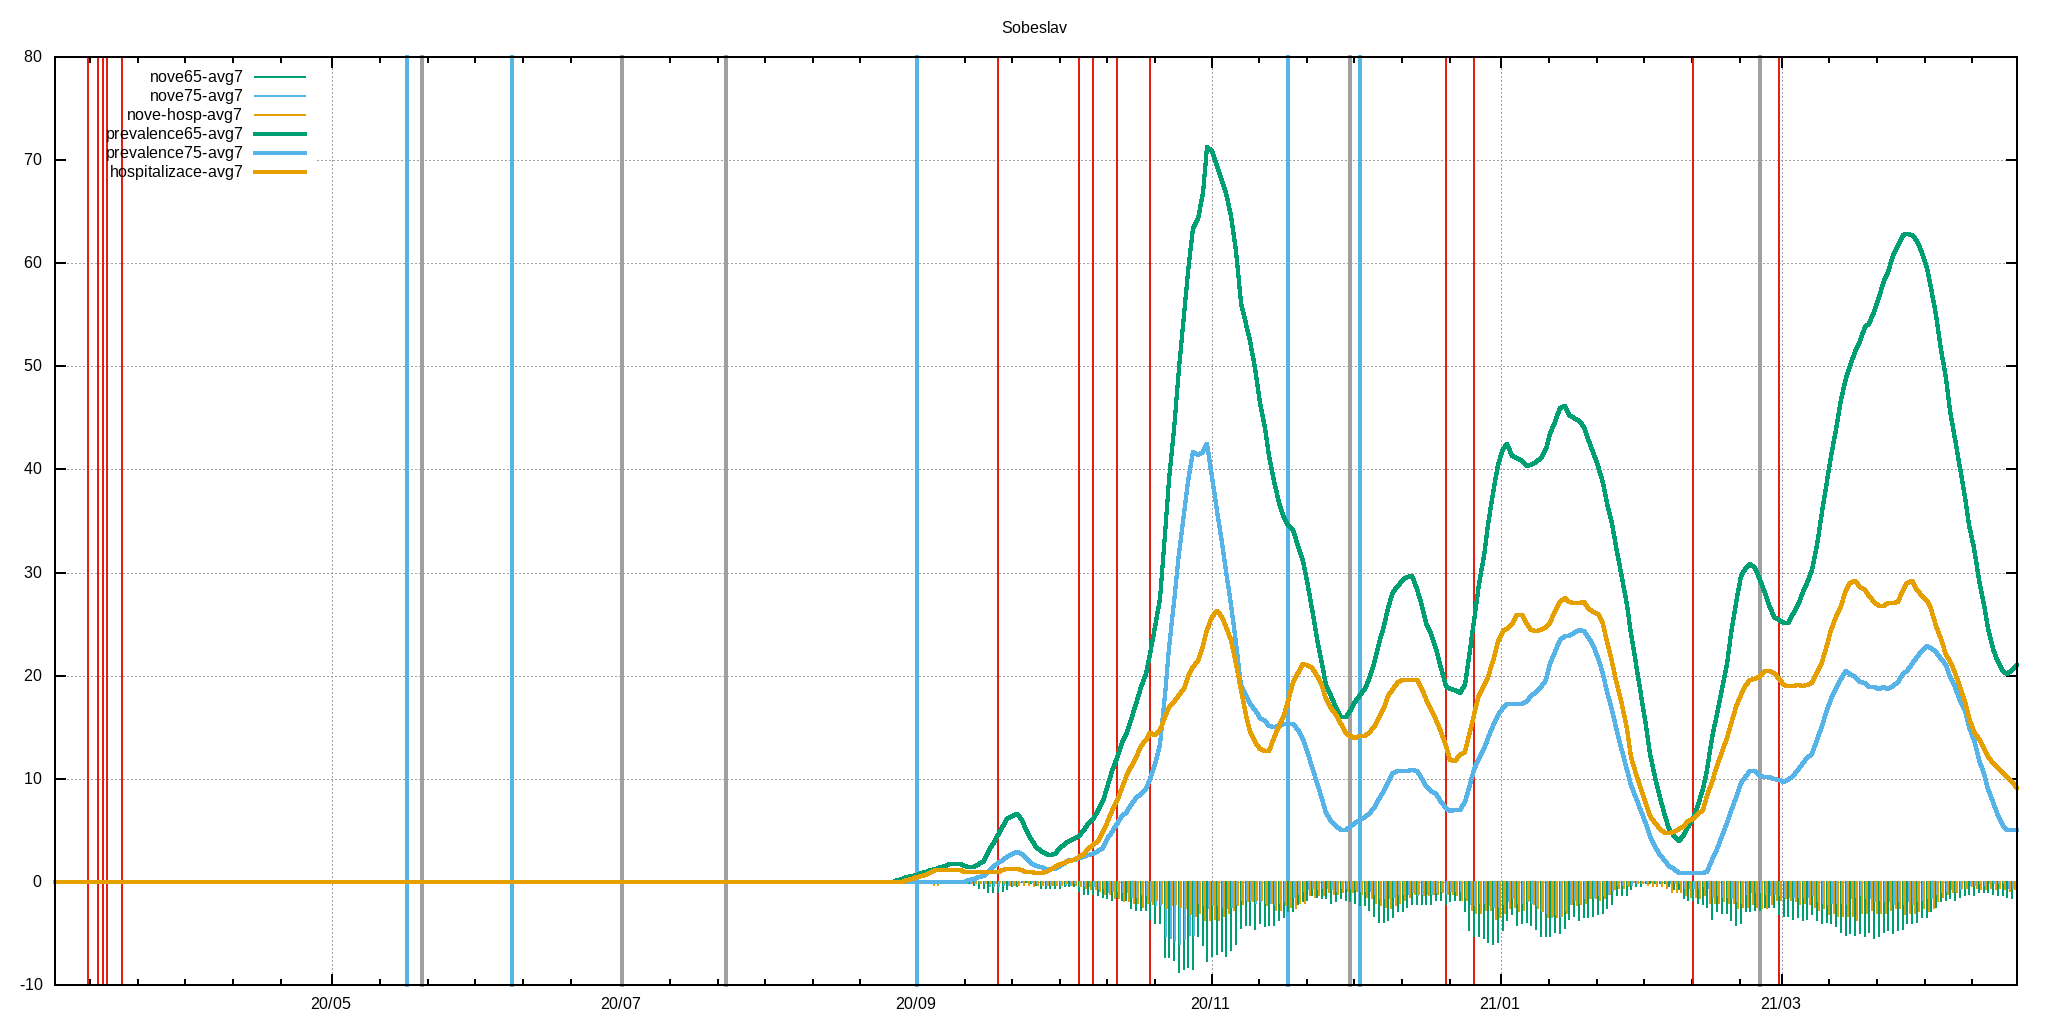 Sobeslav
80
70
60
50
40
30
20
10
0
-10
nove65-avg7
nove75-avg7
nove-hosp-avg7
prevalence65-avg7
prevalence75-avg7
hospitalizace-avg7
20/05
20/07
20/09
20/11
21/01
21/03